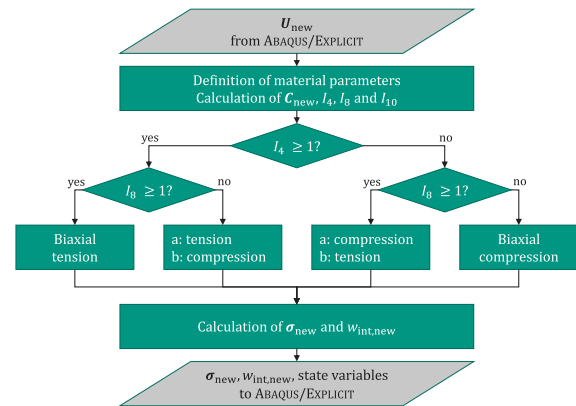 U_new
from ABAQUS/EXPLICIT
Definition of material parameters
Calculation of C_new, I_4, I_8 and I_10
yes
I_4 ≥ 1?
no
yes
I_8 ≥ 1?
no
yes
I_8 ≥ 1?
no
Biaxial
tension
a: tension
b: compression
a: compression
b: tension
Biaxial
compression
Calculation of σ_new and w_int,new
σ_new, w_int,new, state variables
to ABAQUS/EXPLICIT